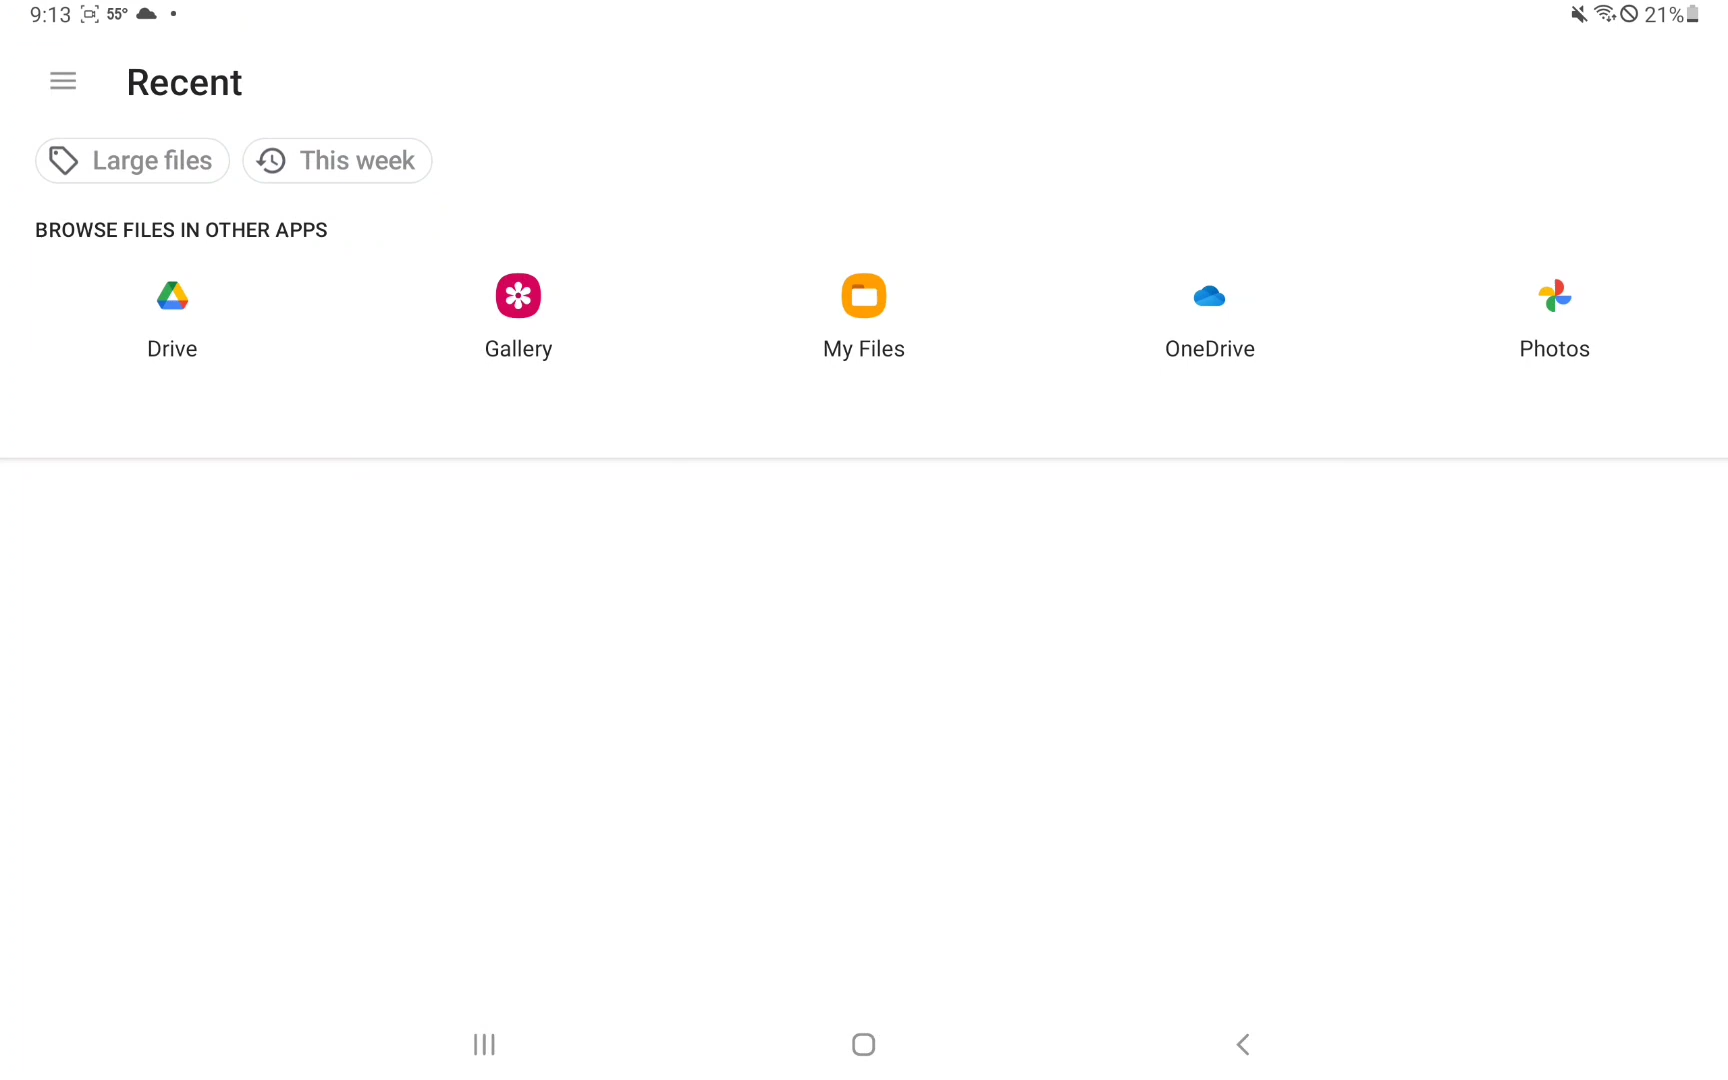 9:13 55°
21%
Recent
Large files This week
BROWSE FILES IN OTHER APPS
Drive Gallery My Files OneDrive Photos